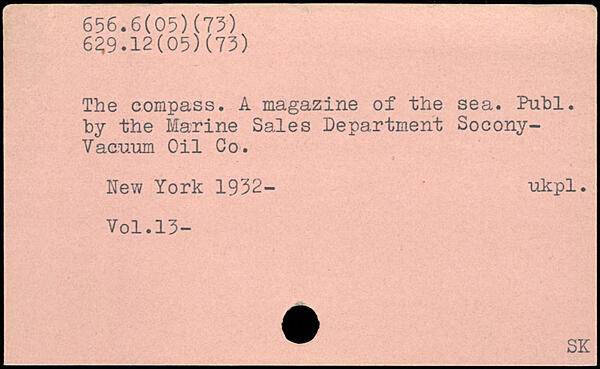 656.6(05)(73)
629.12(05)(73)
The compass. A magazine of the sea. Publ.
by the Marine Sales Department Socony-
Vacuum Oil Co.
New York 1932- ukpl.
Vol.13-
SK